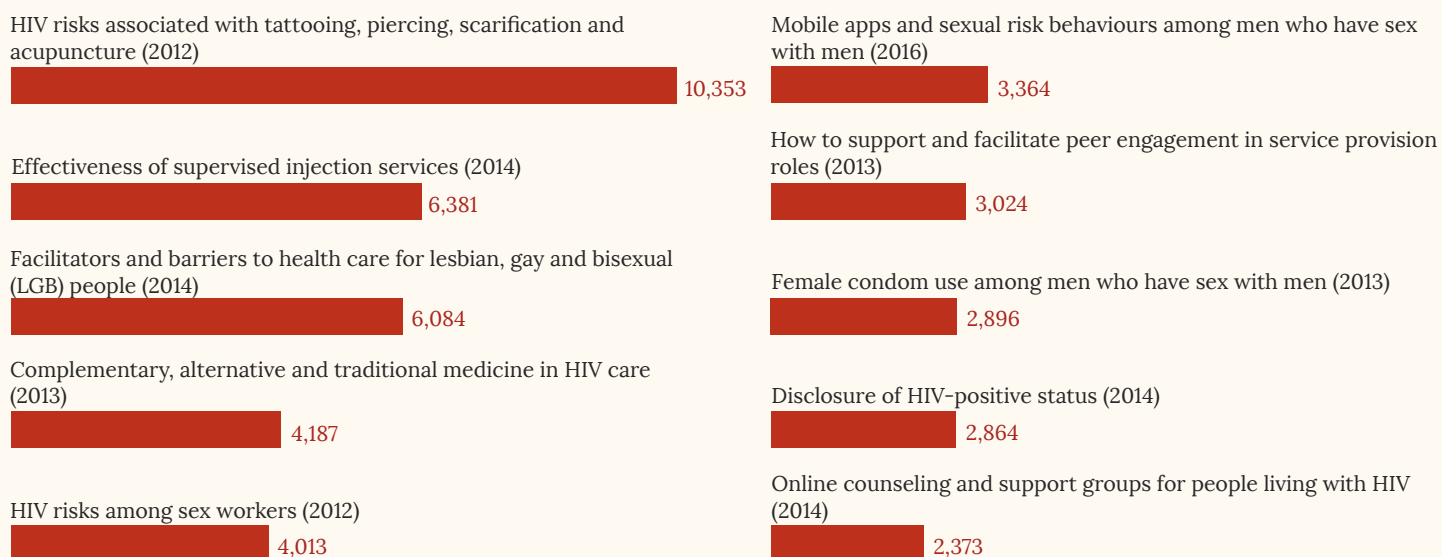 HIV risks associated with tattooing, piercing, scarification and
acupuncture (2012)
10,353
Effectiveness of supervised injection services (2014)
6,381
Facilitators and barriers to health care for lesbian, gay and bisexual
(LGB) people (2014)
6,084
Complementary, alternative and traditional medicine in HIV care
(2013)
4,187
HIV risks among sex workers (2012)
4,013
Mobile apps and sexual risk behaviours among men who have sex
with men (2016)
3,364
How to support and facilitate peer engagement in service provision
roles (2013)
3,024
Female condom use among men who have sex with men (2013)
2,896
Disclosure of HIV-positive status (2014)
2,864
Online counseling and support groups for people living with HIV
(2014)
2,373